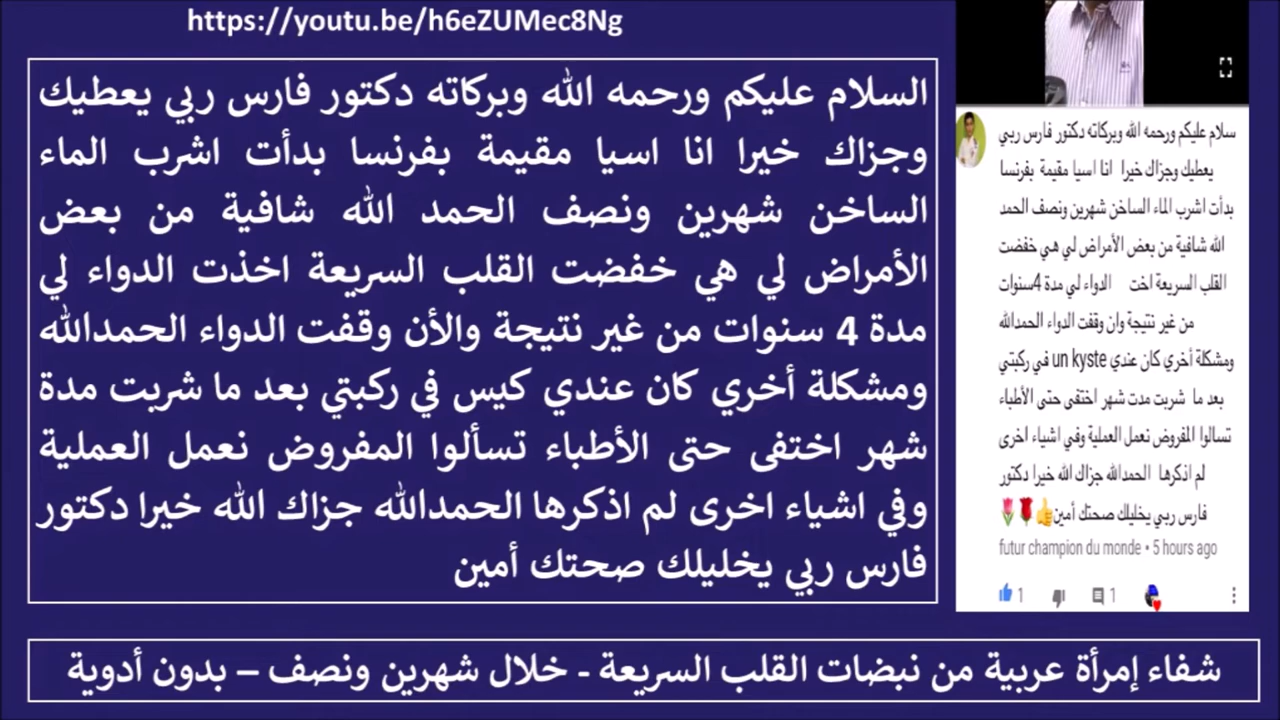 https://youtu.be/h6eZUMec8Ng
السلام عليكم ورحمه الله وبركاته دكتور فارس ربي يعطيك
وجزاك خيرا انا اسيا مقيمة بفرنسا بدأت اشرب الماء
الساخن شهرين ونصف الحمد الله شافية من بعض
الأمراض لي هي خفضت القلب السريعة اخذت الدواء لي
مدة 4 سنوات من غير نتيجة والأن وقفت الدواء الحمدالله
ومشكلة أخري كان عندي كيس في ركبتي بعد ما شربت مدة
شهر اختفى حتى الأطباء تسألوا المفروض نعمل العملية
وفي اشياء اخرى لم اذكرها الحمدالله جزاك الله خيرا دكتور
فارس ربي يخليلك صحتك أمين
سلام عليكم ورحمه الله وبركاته دكتور فارس ربي
يعطيك وجزاك خيرا انا اسيا مقيمة بفرنسا
بدأت اشرب الماء الساخن شهرين ونصف الحمد
الله شافية من بعض الأمراض لي هي خفضت
القلب السريعة اخت الدواء لي مدة 4سنوات
من غير نتيجة وان وقفت الدواء الحمدالله
ومشكلة أخري كان عندي un kyste في ركبتي
بعد ما شربت مدت شهر اختفى حتى الأطباء
تسالوا المفروض نعمل العملية وفي اشياء اخرى
لم اذكرها الحمدالله جزاك الله خيرا دكتور
فارس ربي يخليلك صحتك أمين👍🌹🌷
futur champion du monde • 5 hours ago
1 1
شفاء إمرأة عربية من نبضات القلب السريعة - خلال شهرين ونصف – بدون أدوية